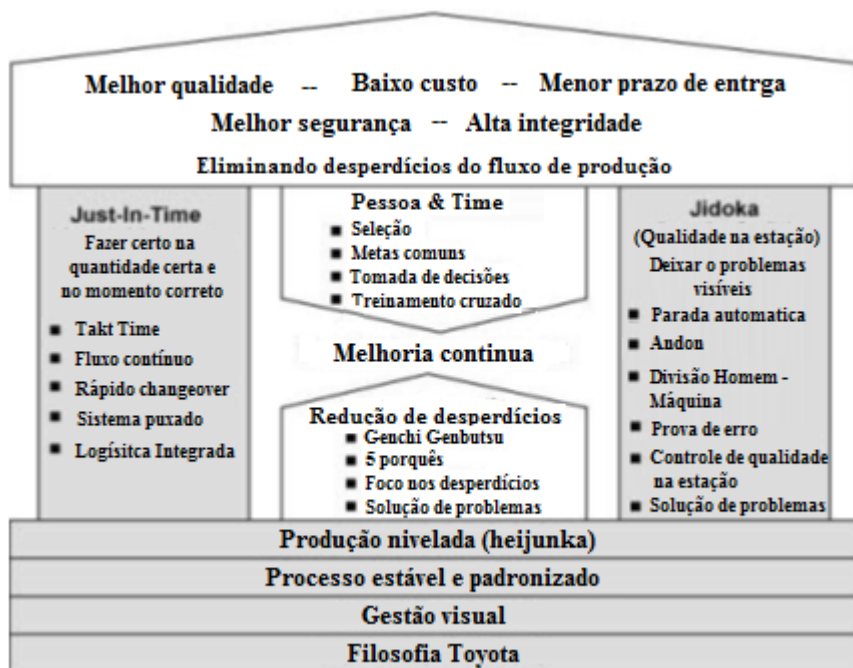 Melhor qualidade -- Baixo custo -- Menor prazo de entrga
Melhor segurança -- Alta integridade
Eliminando desperdícios do fluxo de produção
Just-In-Time
Fazer certo na
quantidade certa e
no momento correto
■ Takt Time
■ Fluxo contínuo
■ Rápido changeover
■ Sistema puxado
■ Logísitca Integrada
Pessoa & Time
■ Seleção
■ Metas comuns
■ Tomada de decisões
■ Treinamento cruzado
Melhoria continua
Redução de desperdícios
■ Genchi Genbutsu
■ 5 porquês
■ Foco nos desperdícios
■ Solução de problemas
Jidoka
(Qualidade na estação)
Deixar o problemas
visíveis
■ Parada automatica
■ Andon
■ Divisão Homem -
Máquina
■ Prova de erro
■ Controle de qualidade
na estação
■ Solução de problemas
Produção nivelada (heijunka)
Processo estável e padronizado
Gestão visual
Filosofia Toyota